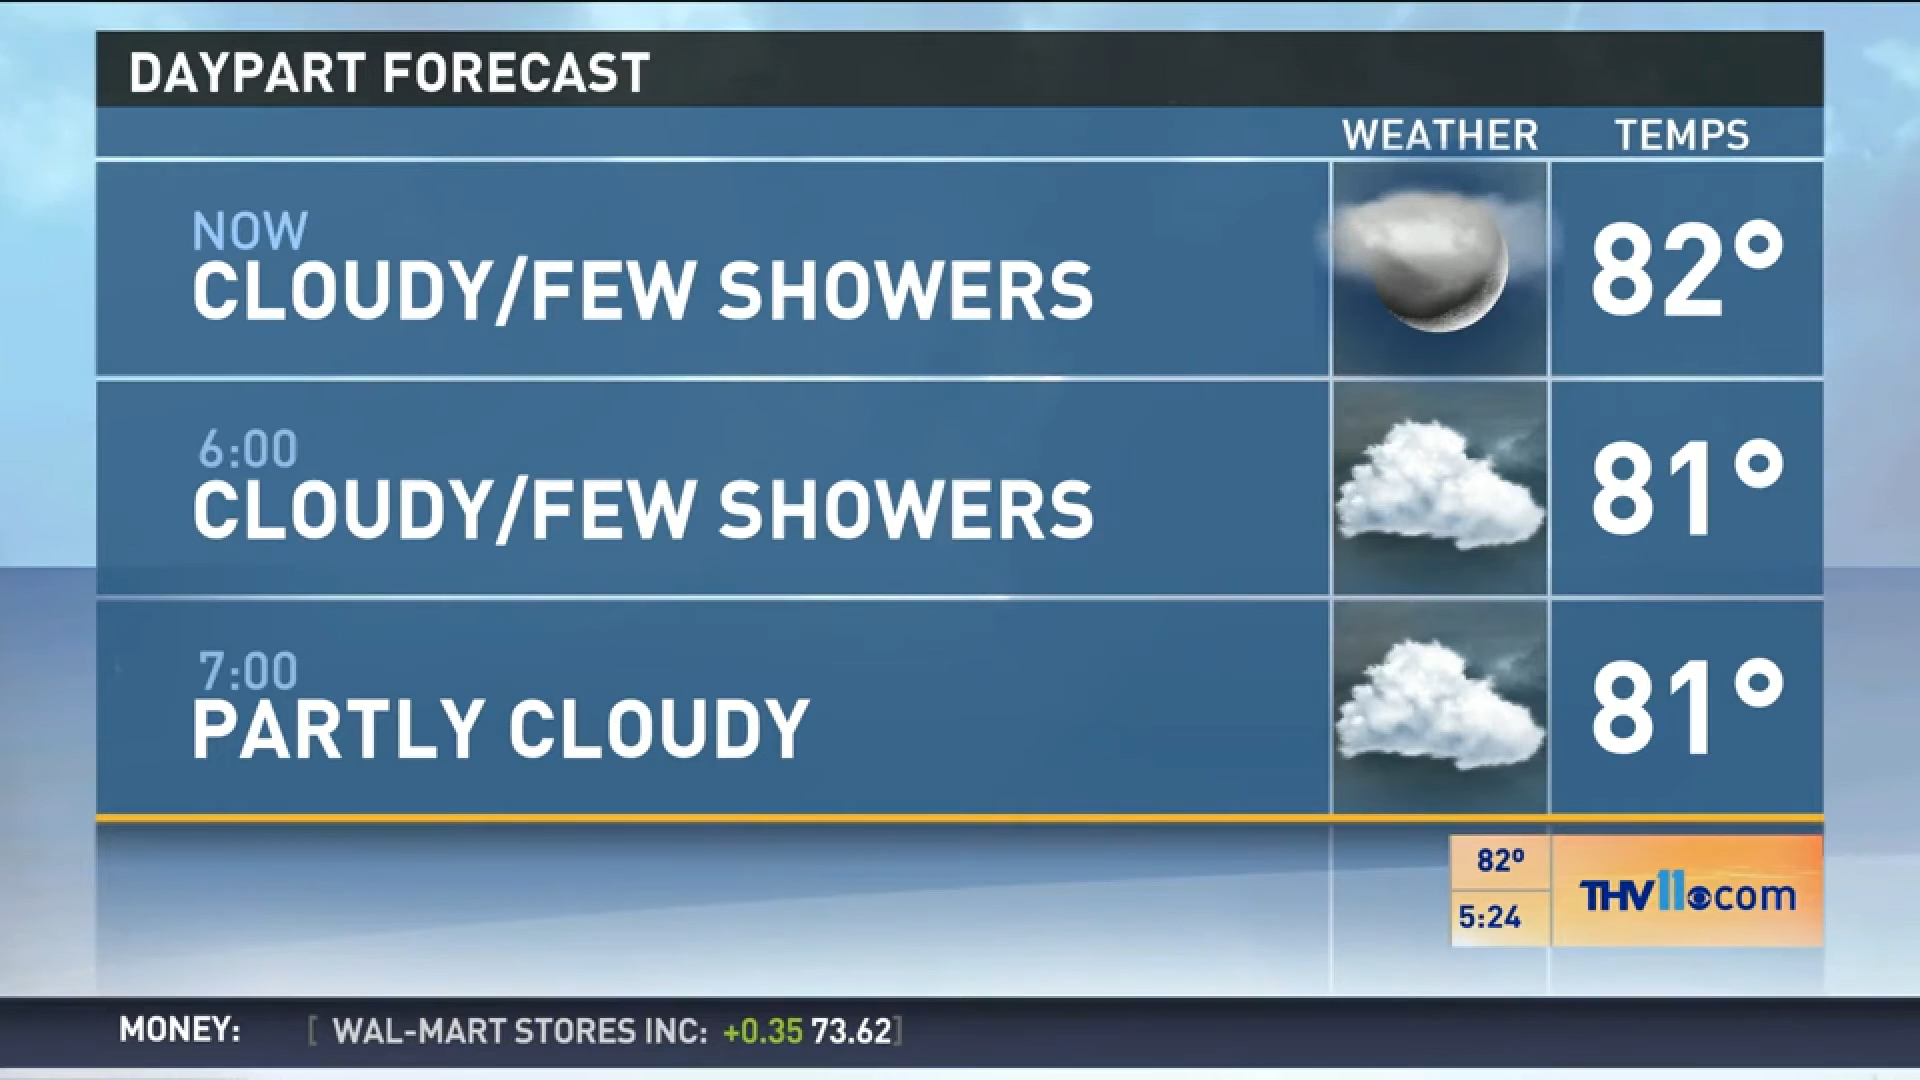 DAYPART FORECAST
WEATHER TEMPS
NOW
CLOUDY/FEW SHOWERS
82°
6:00
CLOUDY/FEW SHOWERS
81°
7:00
PARTLY CLOUDY
81°
82°
5:24
THV11.com
MONEY: [ WAL-MART STORES INC: +0.35 73.62]